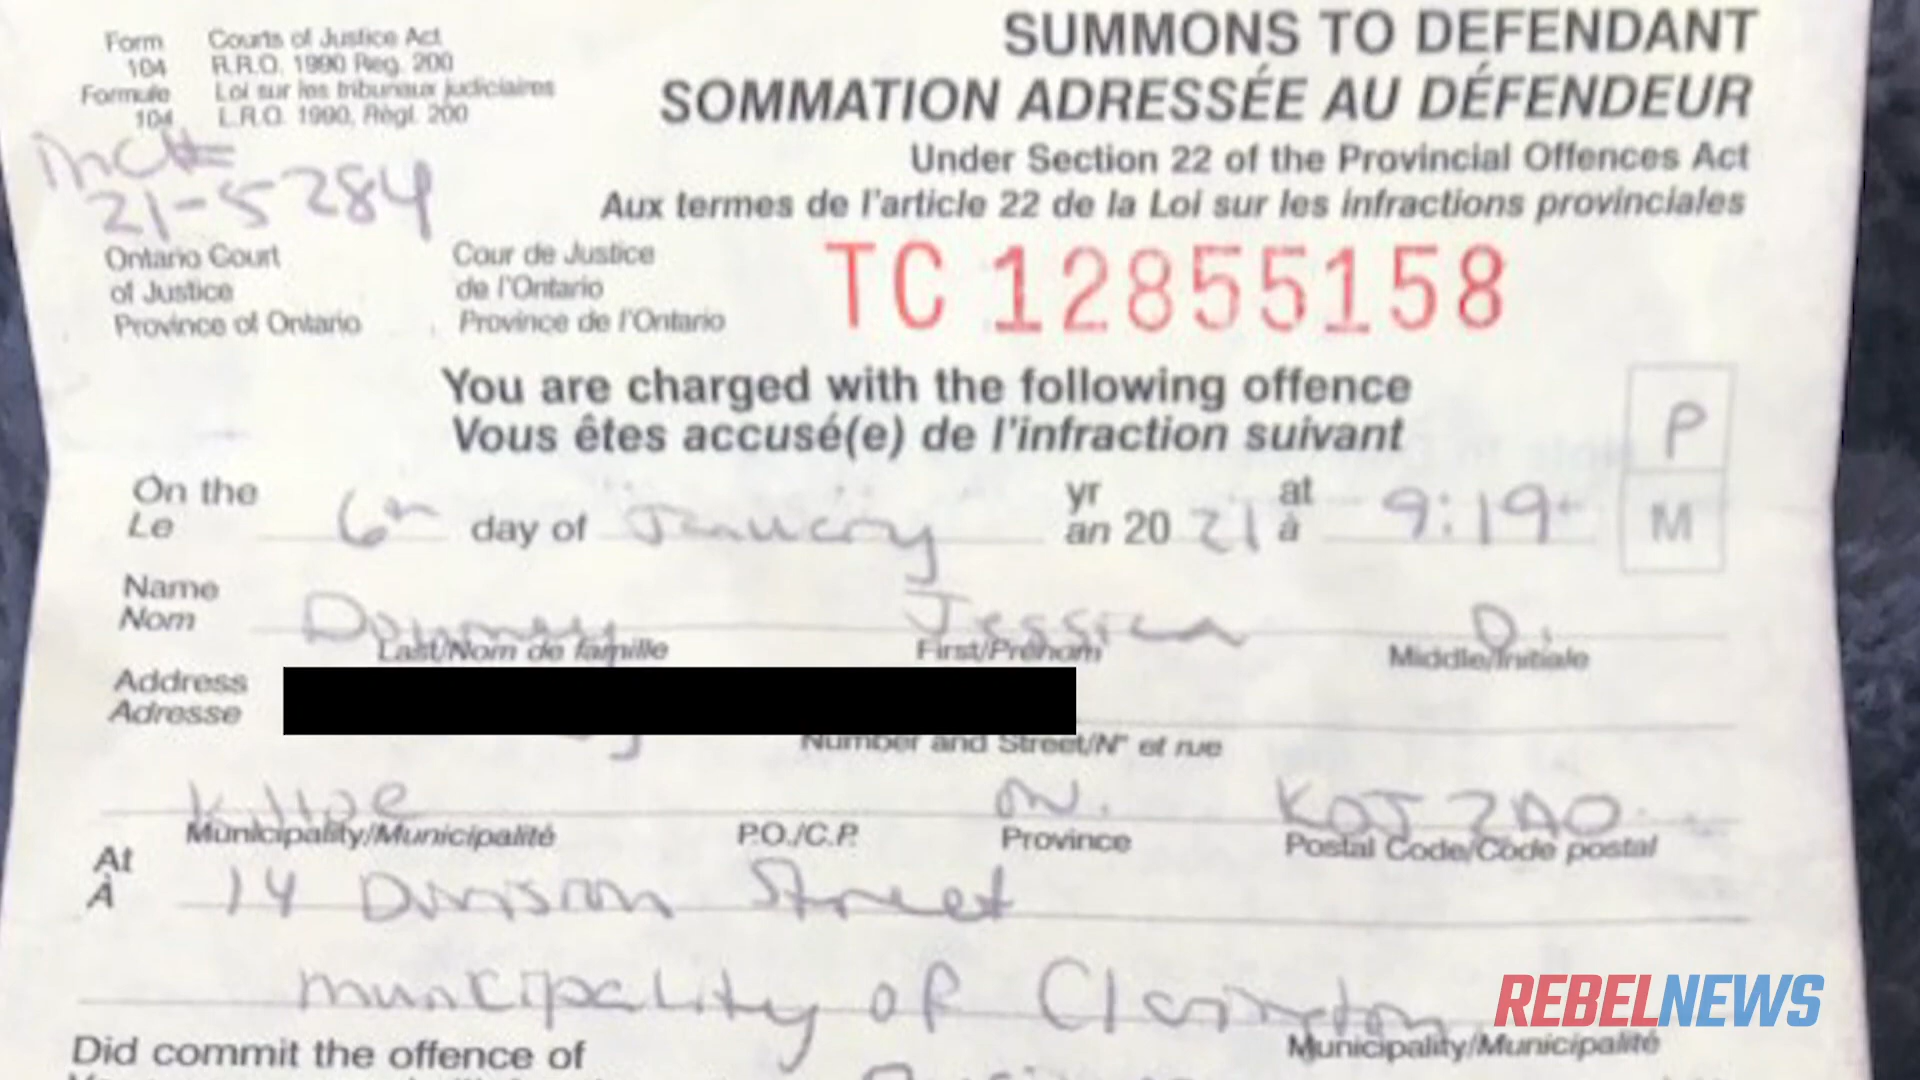 Form Courts of Justice Act
104 R.R.O. 1990 Reg. 200
Formule Loi sur les tribunaux judiciaires
104 L.R.O. 1990, Règl. 200
SUMMONS TO DEFENDANT
SOMMATION ADRESSÉE AU DÉFENDEUR
Under Section 22 of the Provincial Offences Act
Aux termes de l'article 22 de la Loi sur les infractions provinciales
21-5284
Ontario Court of Justice Province of Ontario
Cour de Justice de l'Ontario Province de l'Ontario
TC 12855158
You are charged with the following offence
Vous êtes accusé(e) de l'infraction suivant
P
M
On the 6th day of January yr 20 21 at 9:19
Le an à
Name Jessica D.
Nom Last/Nom de famille First/Prénom Middle/Initiale
Address
Adresse
Number and Street/N° et rue
ON. K0J 2A0
Municipality/Municipalité P.O./C.P. Province Postal Code/Code postal
At 14 Division Street
À
Municipality of Clarington
REBELNEWS
Municipality/Municipalité
Did commit the offence of